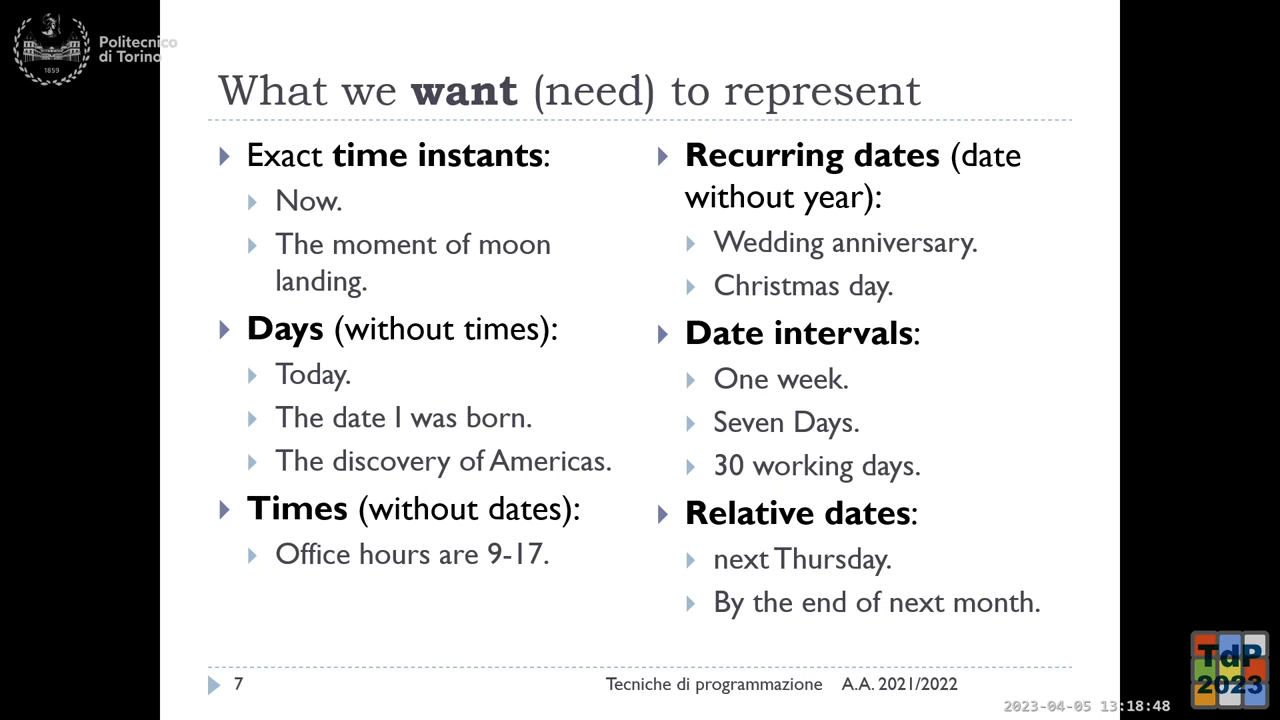 Politecnico
di Torino
1859
What we want (need) to represent
Exact time instants:
Now.
The moment of moon
landing.
Days (without times):
Today.
The date I was born.
The discovery of Americas.
Times (without dates):
Office hours are 9-17.
Recurring dates (date
without year):
Wedding anniversary.
Christmas day.
Date intervals:
One week.
Seven Days.
30 working days.
Relative dates:
next Thursday.
By the end of next month.
7
Tecniche di programmazione A.A. 2021/2022
TdP
2023
2023-04-05 13:18:48